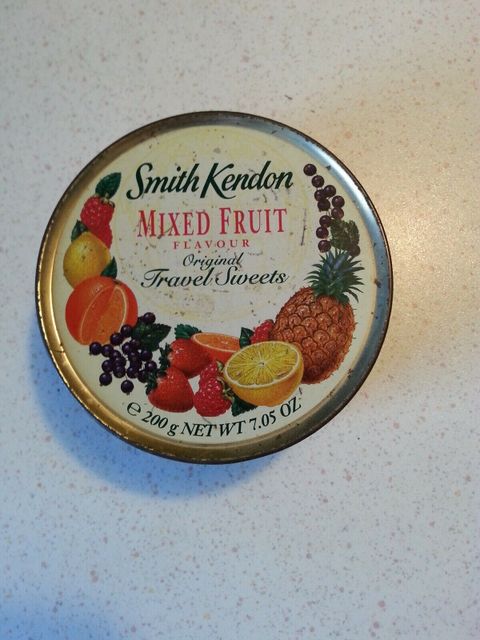 Smith Kendon
MIXED FRUIT
FLAVOUR
Original
Travel Sweets
℮ 200 g NET WT 7.05 OZ